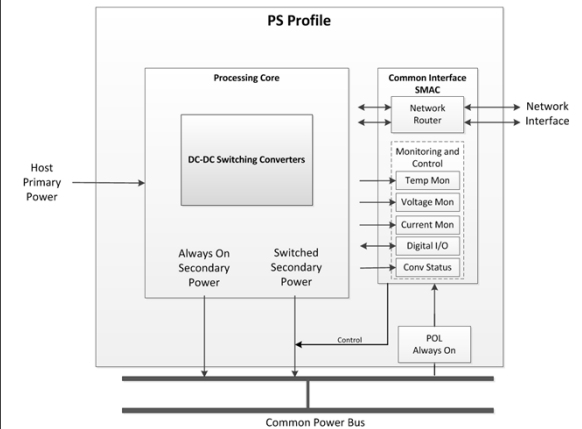 PS Profile
Processing Core
DC-DC Switching Converters
Always On
Secondary
Power
Switched
Secondary
Power
Common Interface
SMAC
Network
Router
Monitoring and
Control
Temp Mon
Voltage Mon
Current Mon
Digital I/O
Conv Status
Network
Interface
Host
Primary
Power
Control
POL
Always On
Common Power Bus